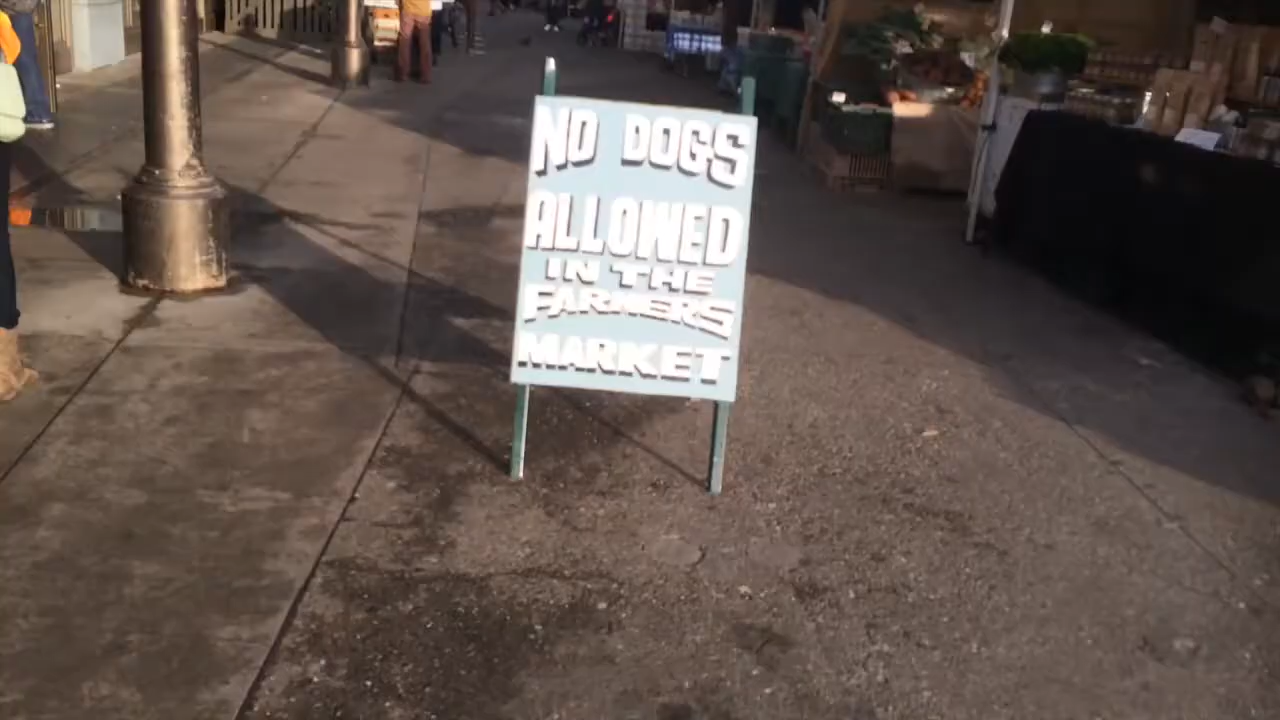 NO DOGS
ALLOWED
IN THE
FARMERS
MARKET